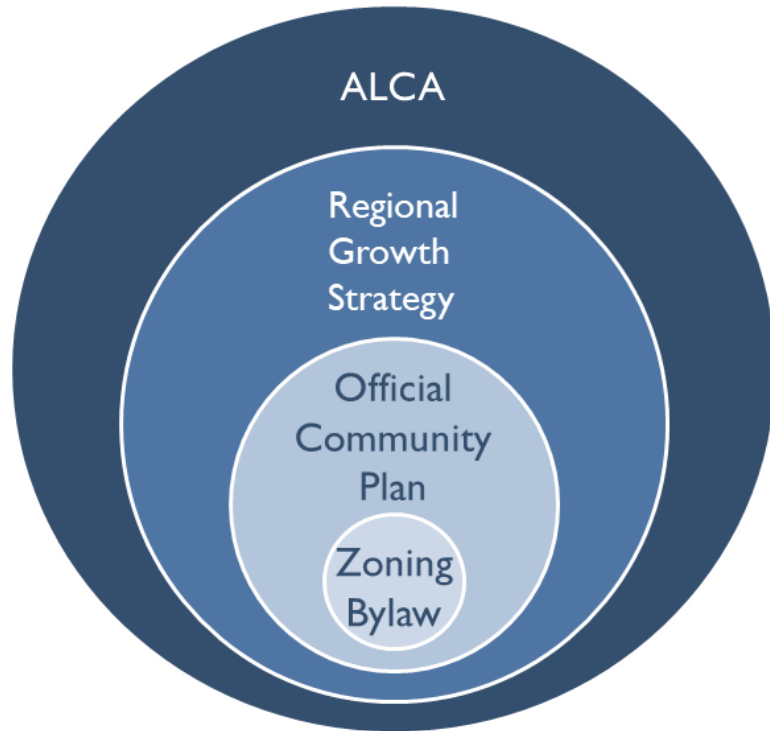 ALCA
Regional
Growth
Strategy
Official
Community
Plan
Zoning
Bylaw